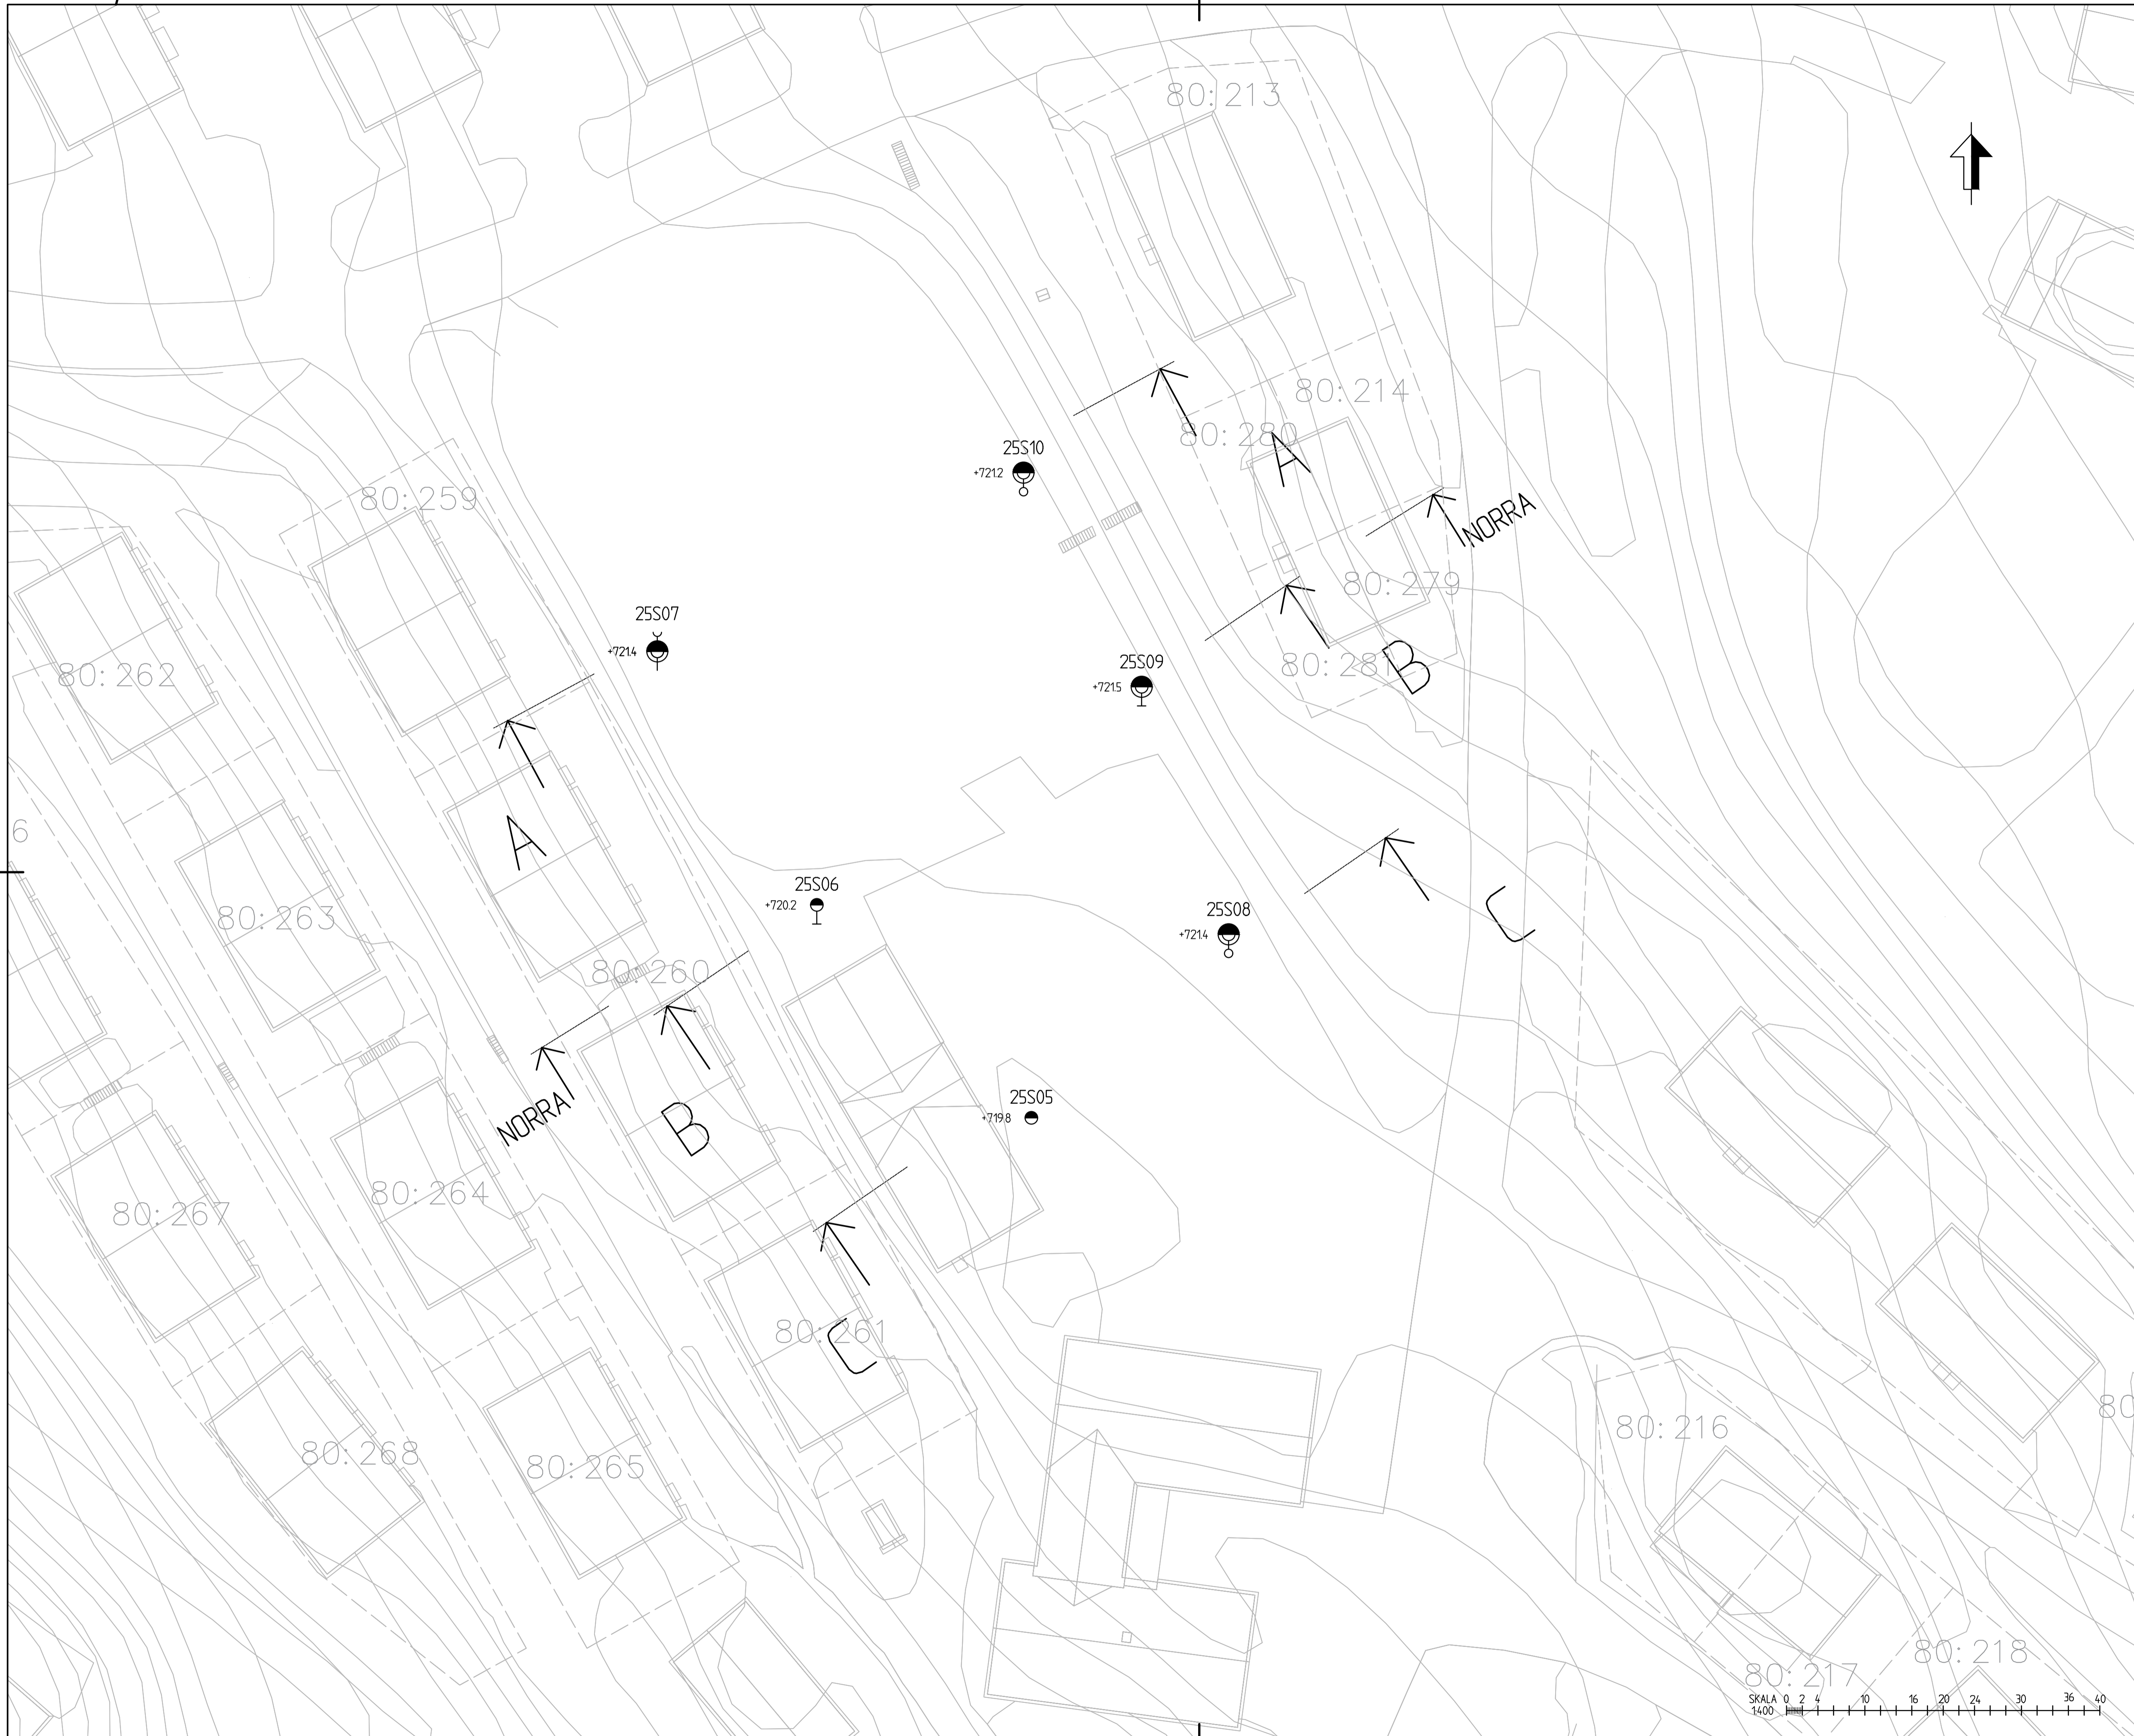 80:213
80:214
80:280
25S10
+721.2
80:259
A
NORRA
80:279
25S07
+721.4
80:262
25S09
+721.5
80:281
B
6
A
25S06
+720.2
80:263
25S08
+721.4
C
80:260
25S05
+719.8
NORRA
B
80:264
80:267
80:261
C
80
80:216
80:268
80:265
80:218
80:217
SKALA 0 2 4 10 16 20 24 30 36 40
1:400